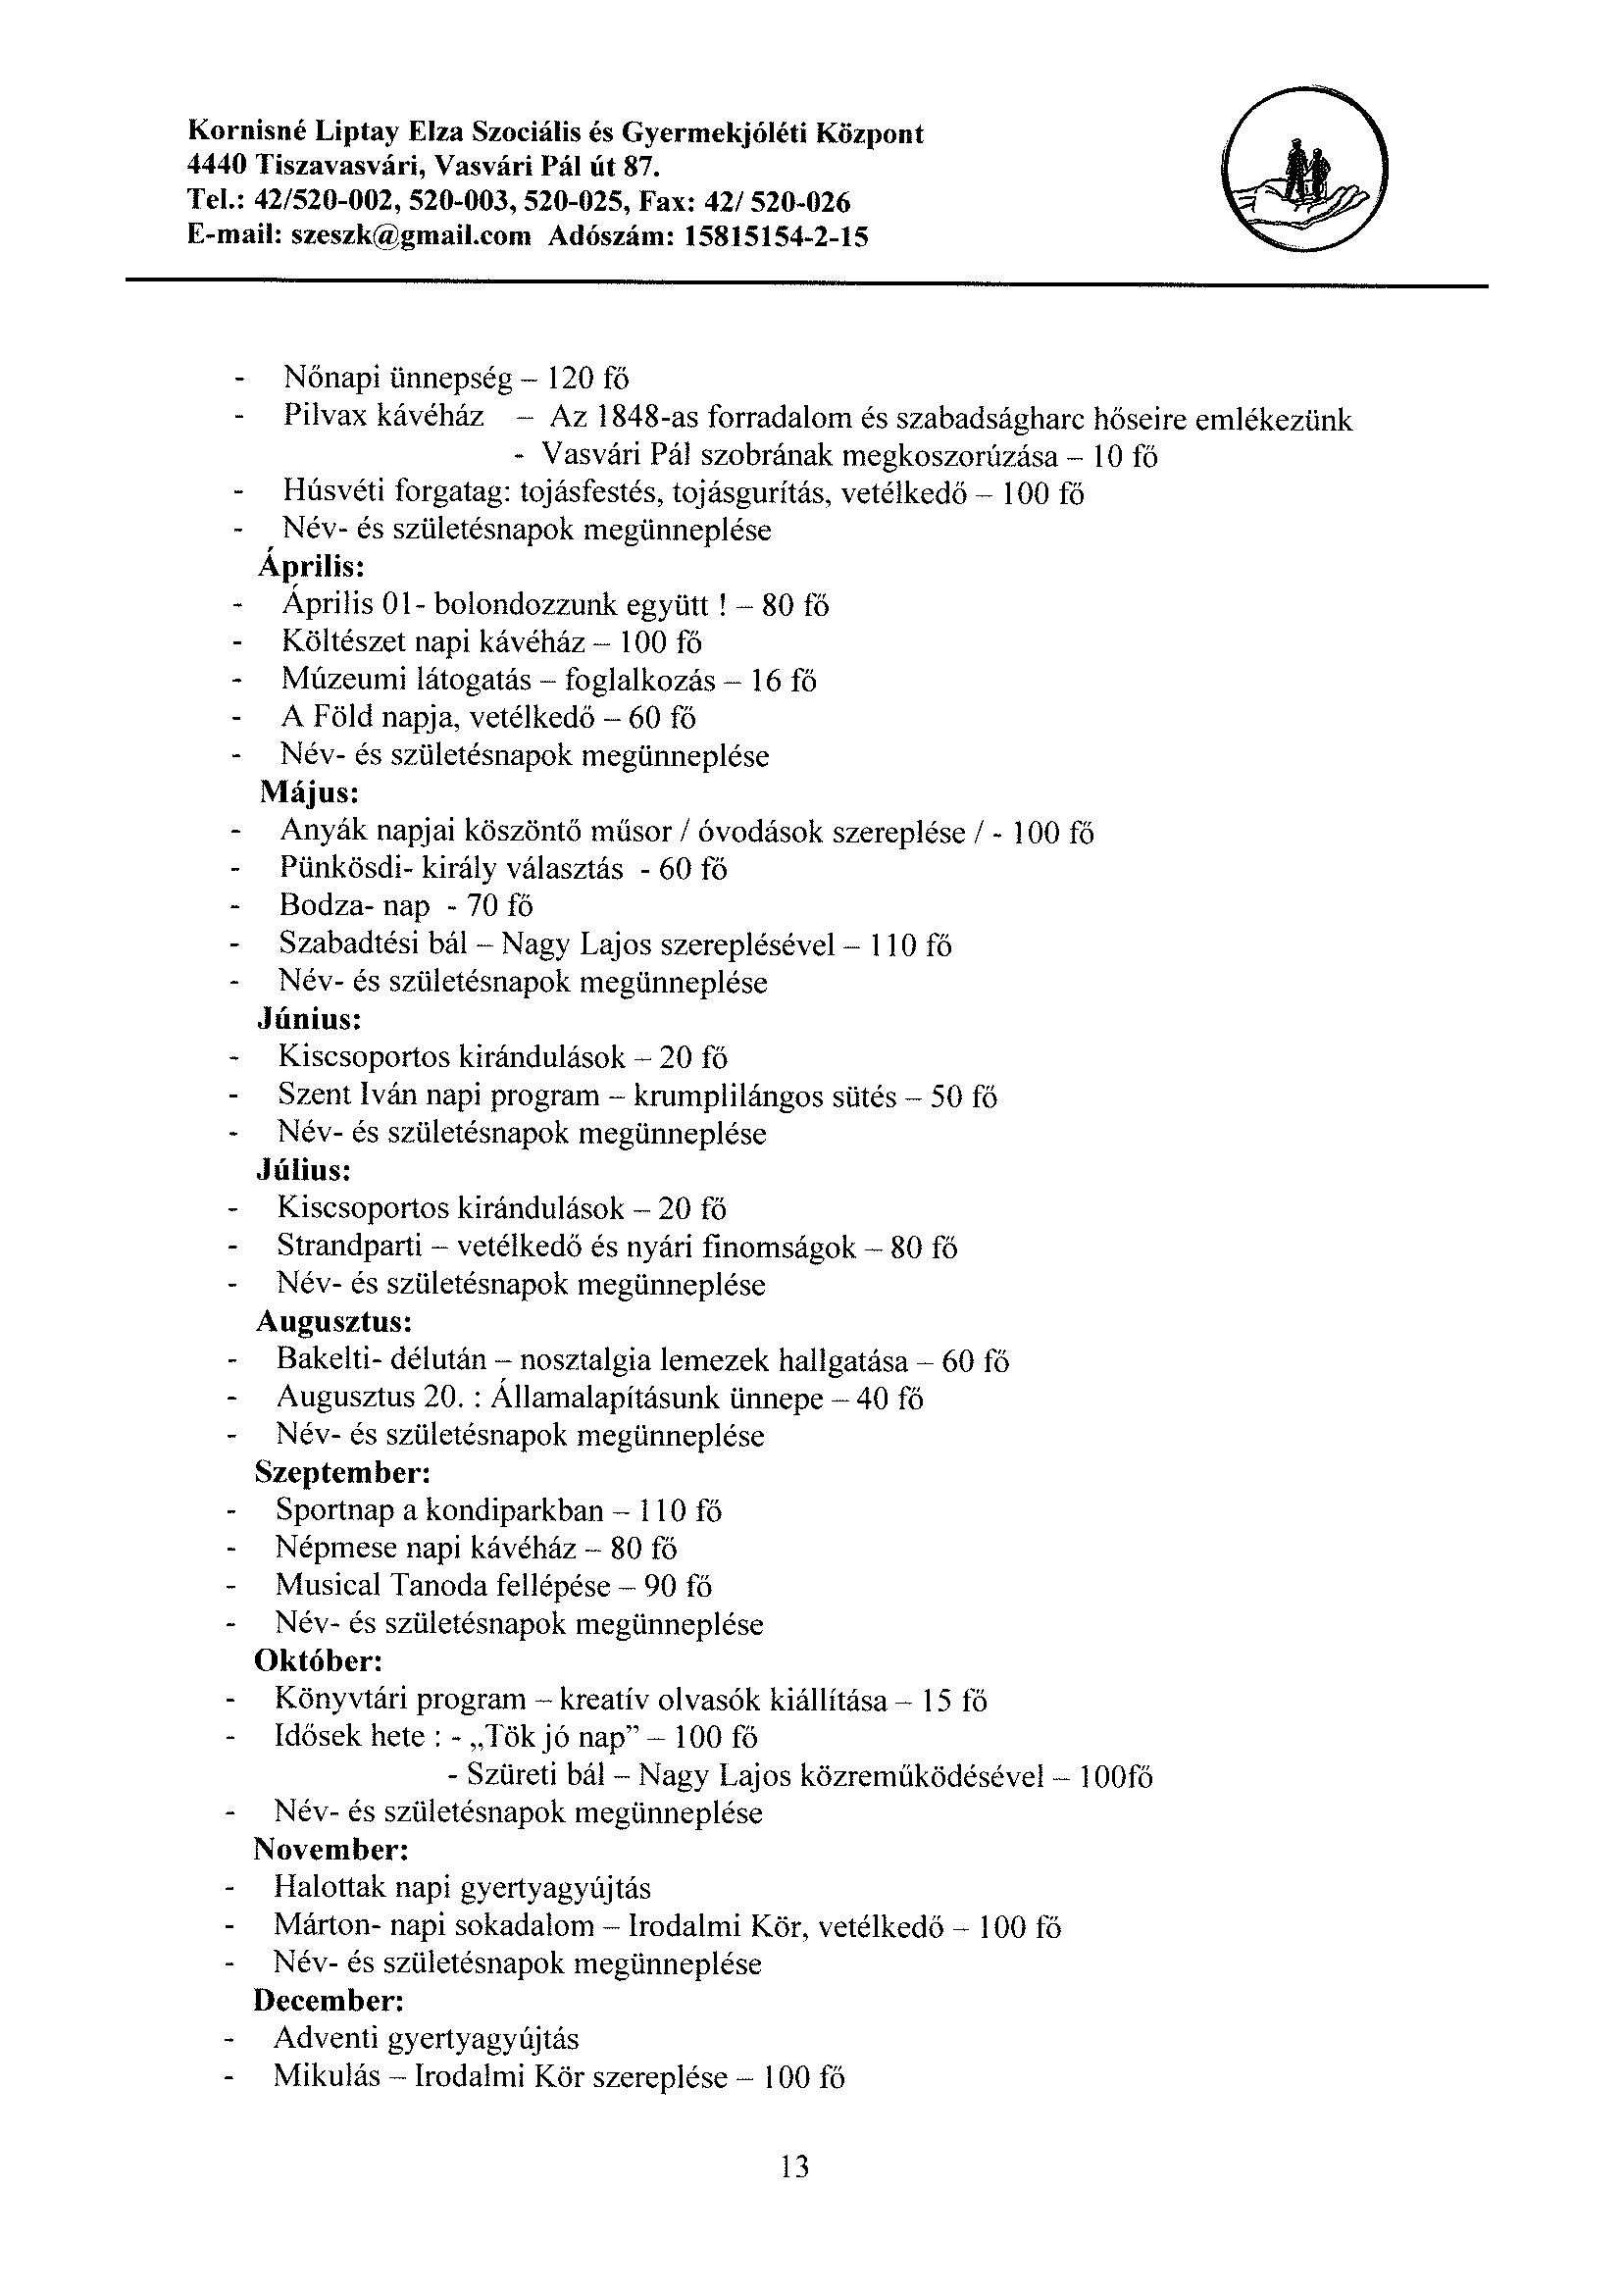 Kornisné Liptay Elza Szociális és Gyermekjóléti Központ
4440 Tiszavasvári, Vasvári Pál út 87.
Tel.: 42/520-002, 520-003, 520-025, Fax: 42/ 520-026
E-mail: szeszk@gmail.com Adószám: 15815154-2-15
- Nőnapi ünnepség – 120 fő
- Pilvax kávéház – Az 1848-as forradalom és szabadságharc hőseire emlékezünk
- Vasvári Pál szobrának megkoszorúzása – 10 fő
- Húsvéti forgatag: tojásfestés, tojásgurítás, vetélkedő – 100 fő
- Név- és születésnapok megünneplése
Április:
- Április 01- bolondozzunk együtt ! – 80 fő
- Költészet napi kávéház – 100 fő
- Múzeumi látogatás – foglalkozás – 16 fő
- A Föld napja, vetélkedő – 60 fő
- Név- és születésnapok megünneplése
Május:
- Anyák napjai köszöntő műsor / óvodások szereplése / - 100 fő
- Pünkösdi- király választás - 60 fő
- Bodza- nap - 70 fő
- Szabadtési bál – Nagy Lajos szereplésével – 110 fő
- Név- és születésnapok megünneplése
Június:
- Kiscsoportos kirándulások – 20 fő
- Szent Iván napi program – krumplilángos sütés – 50 fő
- Név- és születésnapok megünneplése
Július:
- Kiscsoportos kirándulások – 20 fő
- Strandparti – vetélkedő és nyári finomságok – 80 fő
- Név- és születésnapok megünneplése
Augusztus:
- Bakelti- délután – nosztalgia lemezek hallgatása – 60 fő
- Augusztus 20. : Államalapításunk ünnepe – 40 fő
- Név- és születésnapok megünneplése
Szeptember:
- Sportnap a kondiparkban – 110 fő
- Népmese napi kávéház – 80 fő
- Musical Tanoda fellépése – 90 fő
- Név- és születésnapok megünneplése
Október:
- Könyvtári program – kreatív olvasók kiállítása – 15 fő
- Idősek hete : - „Tök jó nap” – 100 fő
- Szüreti bál – Nagy Lajos közreműködésével – 100fő
- Név- és születésnapok megünneplése
November:
- Halottak napi gyertyagyújtás
- Márton- napi sokadalom – Irodalmi Kör, vetélkedő – 100 fő
- Név- és születésnapok megünneplése
December:
- Adventi gyertyagyújtás
- Mikulás – Irodalmi Kör szereplése – 100 fő
13